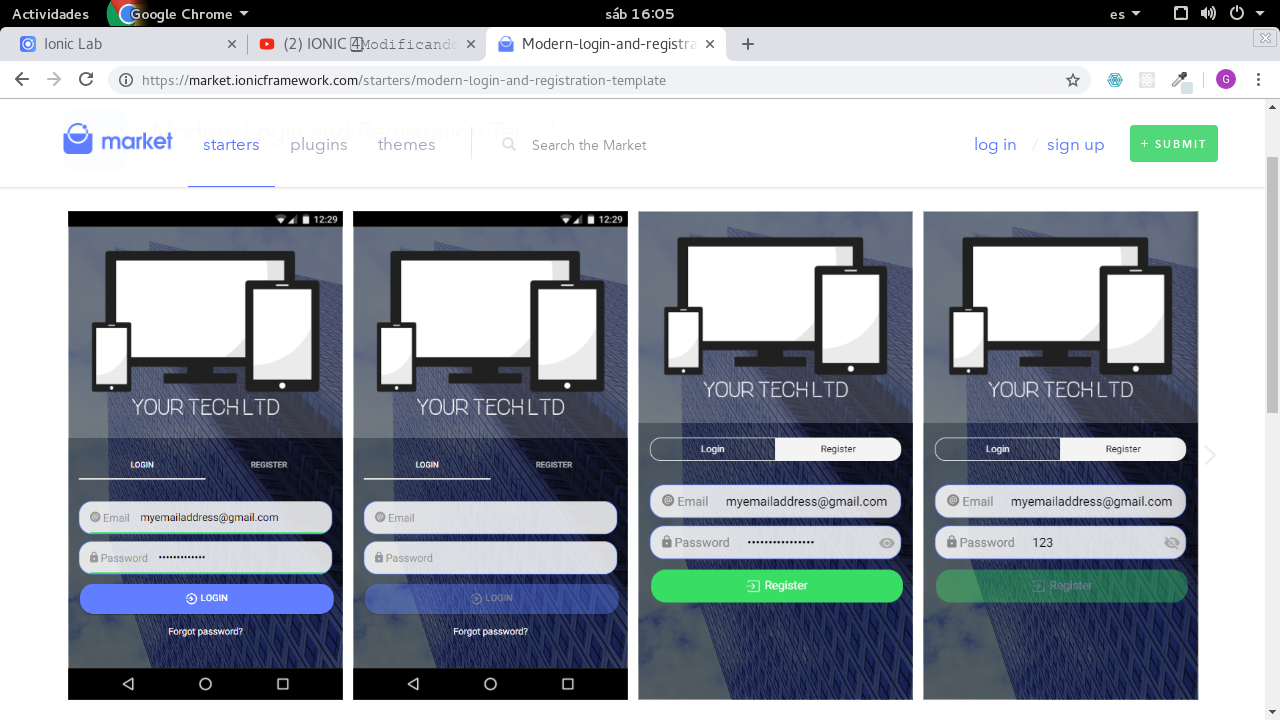 Actividades Google Chrome sáb 16:05 es
Ionic Lab (2) IONIC 4 Modificando Modern-login-and-registra
https://market.ionicframework.com/starters/modern-login-and-registration-template G
market starters plugins themes Search the Market log in / sign up + SUBMIT
12:29
YOUR TECH LTD
LOGIN REGISTER
Email myemailaddress@gmail.com
Password •••••••••••••
LOGIN
Forgot password?
12:29
YOUR TECH LTD
LOGIN REGISTER
Email
Password
LOGIN
Forgot password?
YOUR TECH LTD
Login Register
Email myemailaddress@gmail.com
Password ••••••••••••••••
Register
YOUR TECH LTD
Login Register
Email myemailaddress@gmail.com
Password 123
Register